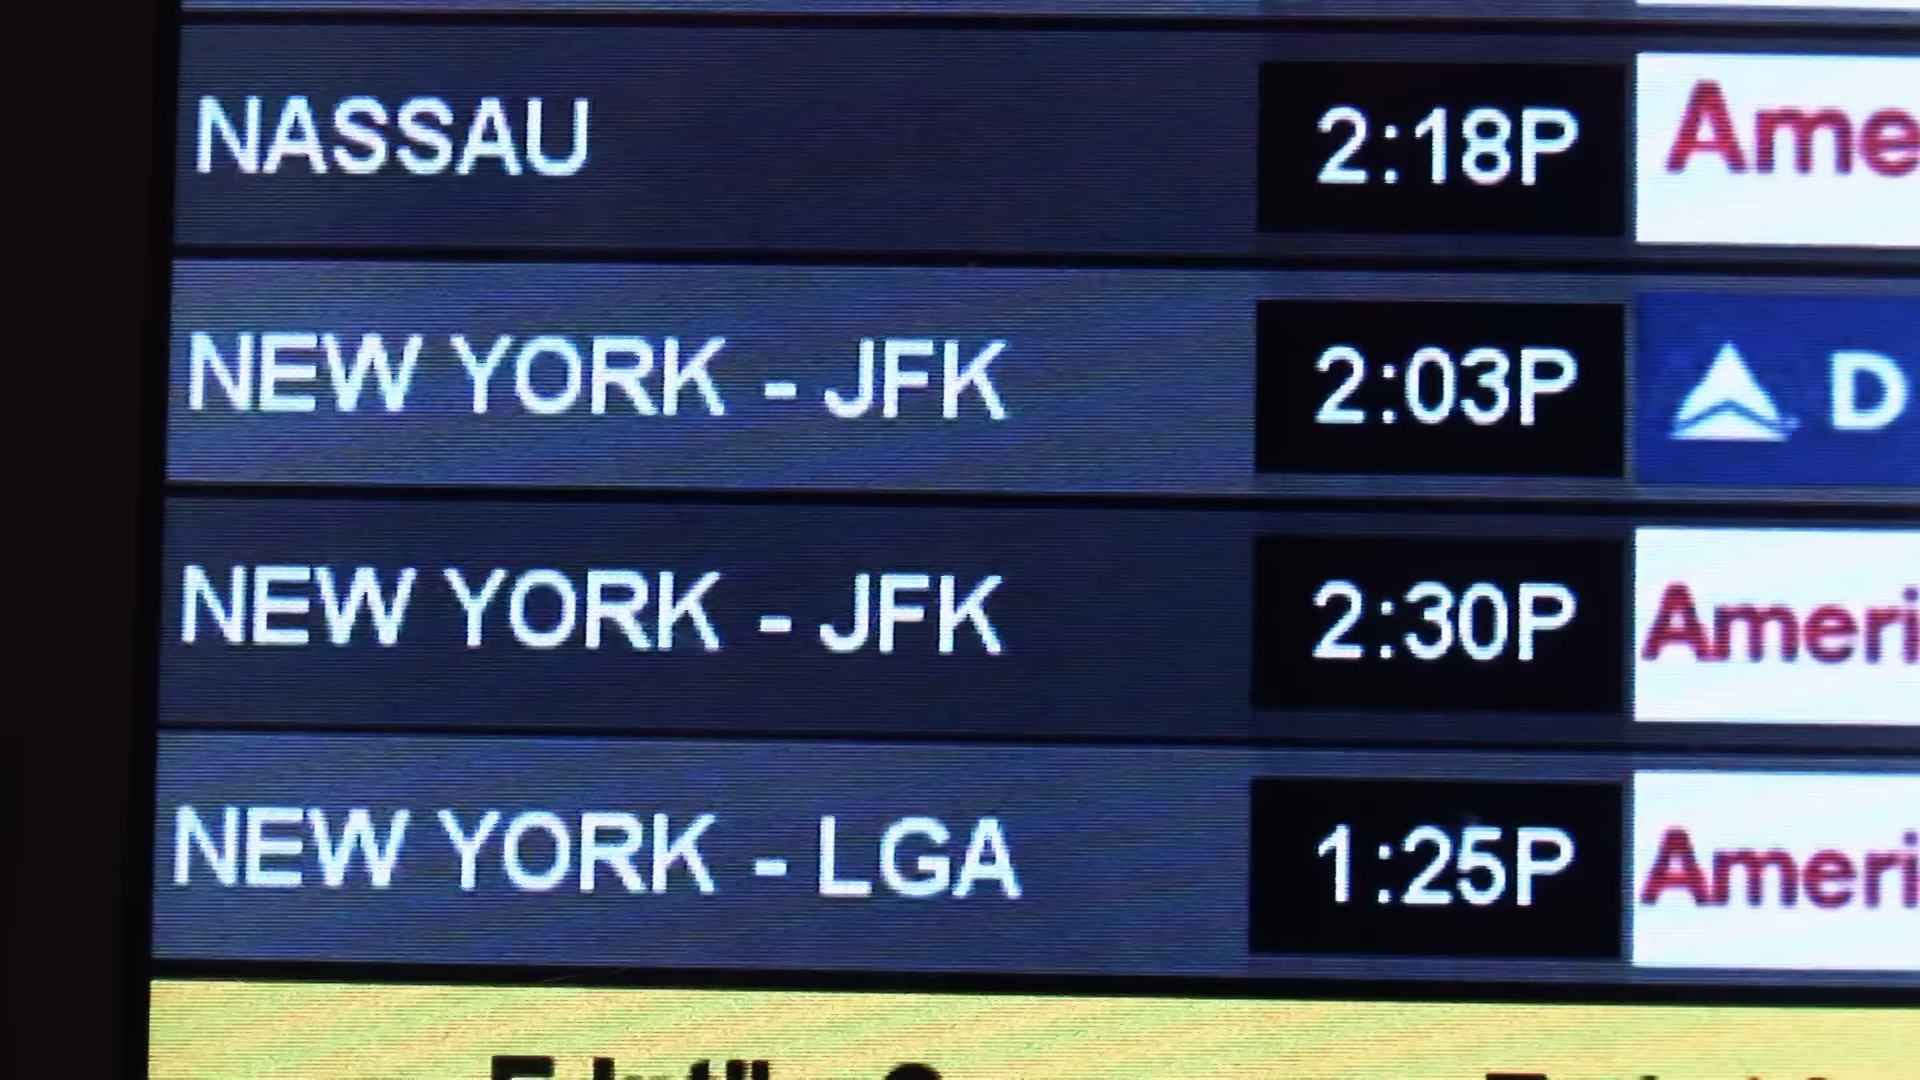 NASSAU 2:18P Ame
NEW YORK - JFK 2:03P D
NEW YORK - JFK 2:30P Ameri
NEW YORK - LGA 1:25P Ameri